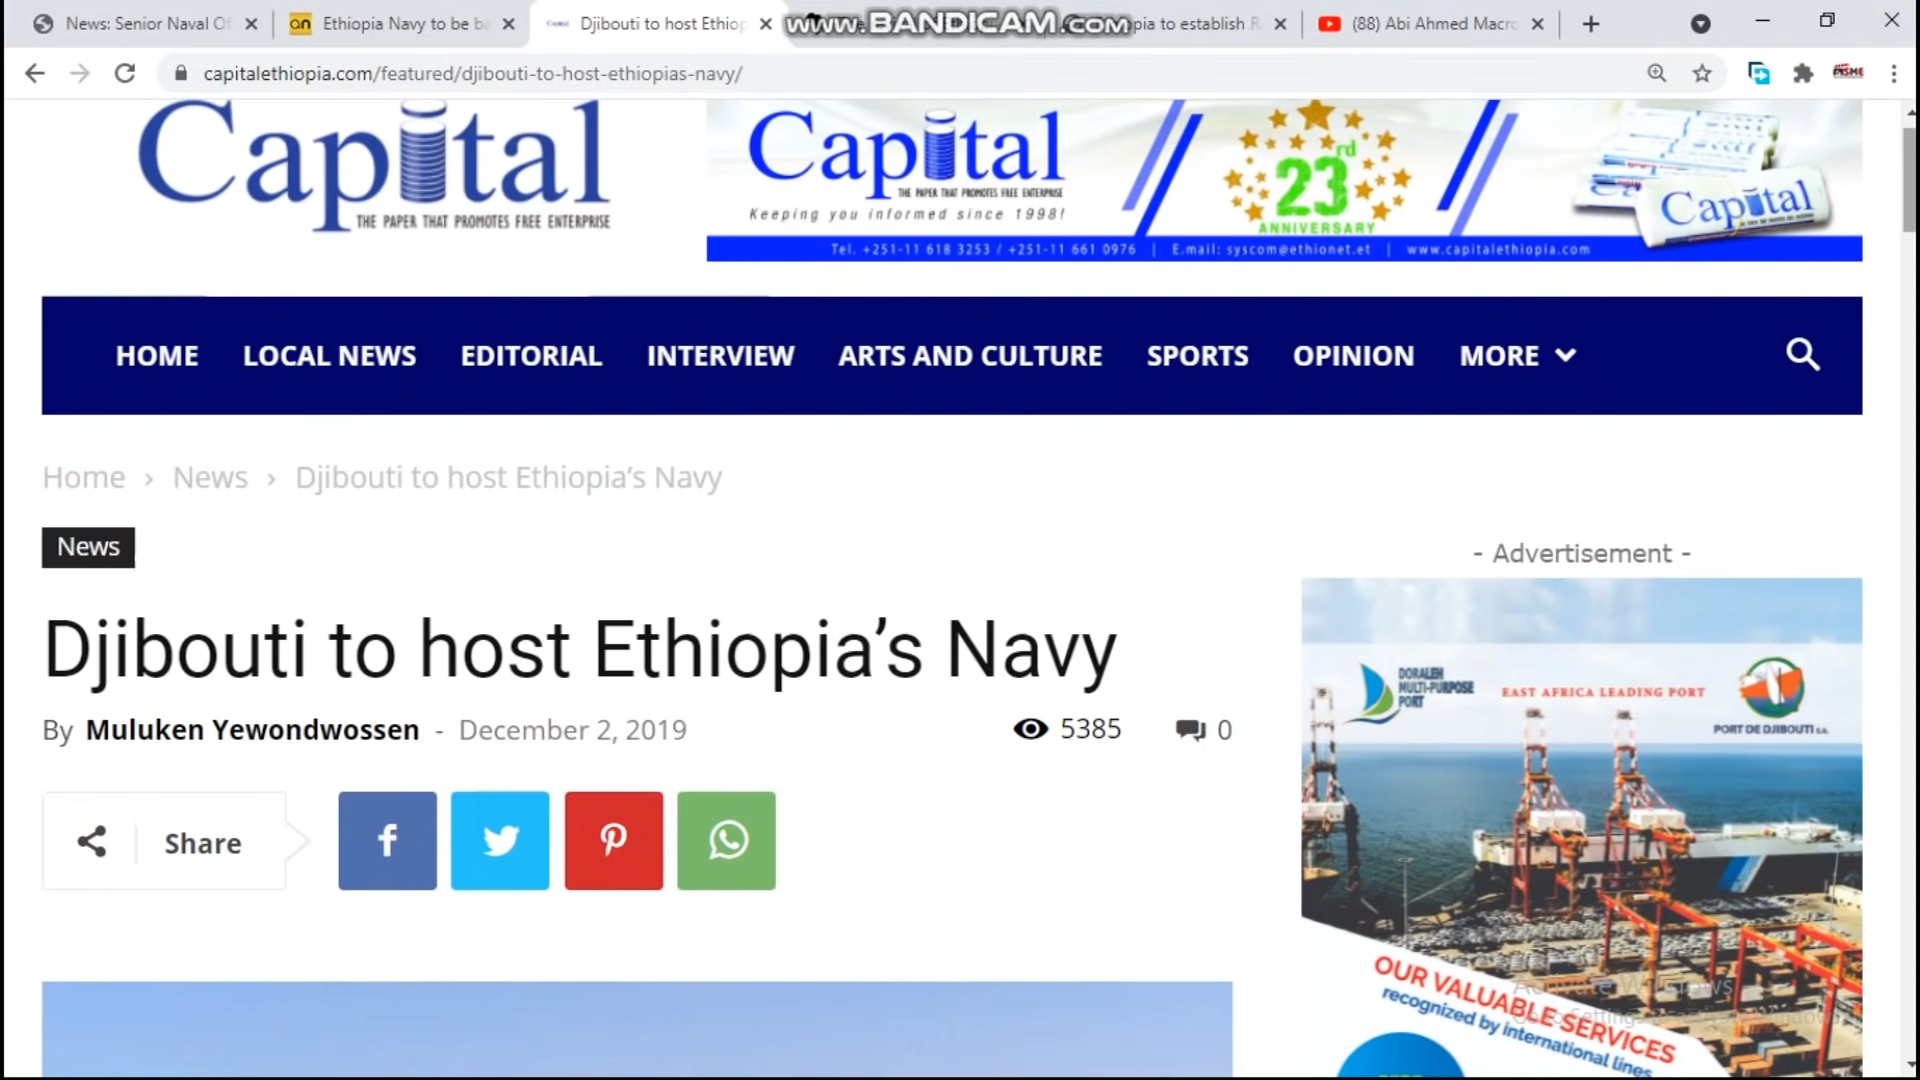 News: Senior Naval Of
Ethiopia Navy to be ba
Djibouti to host Ethiop
www.BANDICAM.com
opia to establish R
(88) Abi Ahmed Macro
capitalethiopia.com/featured/djibouti-to-host-ethiopias-navy/
Capital
THE PAPER THAT PROMOTES FREE ENTERPRISE
Capital
THE PAPER THAT PROMOTES FREE ENTERPRISE
Keeping you informed since 1998!
23rd
ANNIVERSARY
Capital
Tel. +251-11 618 3253 / +251-11 661 0976 | E.mail: syscom@ethionet.et | www.capitalethiopia.com
HOME LOCAL NEWS EDITORIAL INTERVIEW ARTS AND CULTURE SPORTS OPINION MORE
Home › News › Djibouti to host Ethiopia’s Navy
News
- Advertisement -
Djibouti to host Ethiopia’s Navy
By Muluken Yewondwossen - December 2, 2019
5385
0
Share
DORALEH
MULTI-PURPOSE
PORT
EAST AFRICA LEADING PORT
PORT DE DJIBOUTI S.A.
OUR VALUABLE SERVICES
recognized by international lines